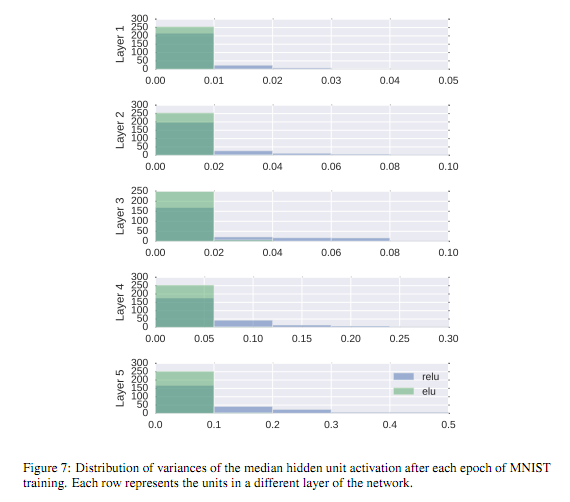 Layer 1
300
250
200
150
100
50
0
0.00 0.01 0.02 0.03 0.04 0.05
Layer 2
300
250
200
150
100
50
0
0.00 0.02 0.04 0.06 0.08 0.10
Layer 3
250
200
150
100
50
0
0.00 0.02 0.04 0.06 0.08 0.10
Layer 4
300
250
200
150
100
50
0
0.00 0.05 0.10 0.15 0.20 0.25 0.30
Layer 5
300
250
200
150
100
50
0
relu
elu
0.0 0.1 0.2 0.3 0.4 0.5
Figure 7: Distribution of variances of the median hidden unit activation after each epoch of MNIST
training. Each row represents the units in a different layer of the network.